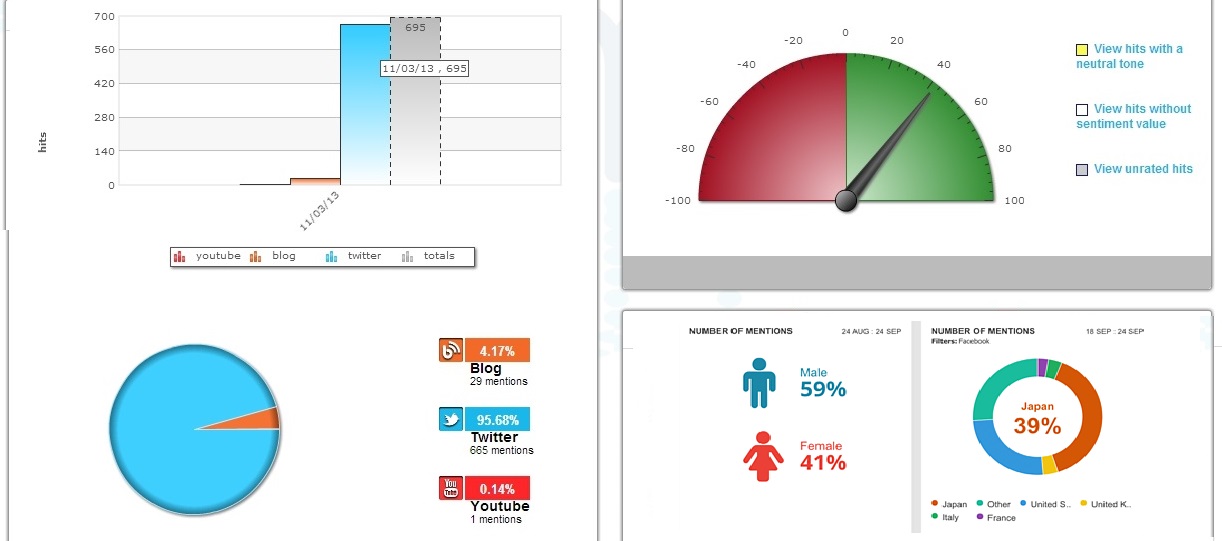 700
560
420
280
140
0
hits
695
11/03/13 , 695
11/03/13
youtube
blog
twitter
totals
4.17%
Blog
29 mentions
95.68%
Twitter
665 mentions
You
Tube
0.14%
Youtube
1 mentions
-100
-80
-60
-40
-20
0
20
40
60
80
100
View hits with a
neutral tone
View hits without
sentiment value
View unrated hits
NUMBER OF MENTIONS
24 AUG : 24 SEP
Male
59%
Female
41%
NUMBER OF MENTIONS
18 SEP : 24 SEP
Filters: Facebook
Japan
39%
Japan
Other
United S..
United K..
Italy
France